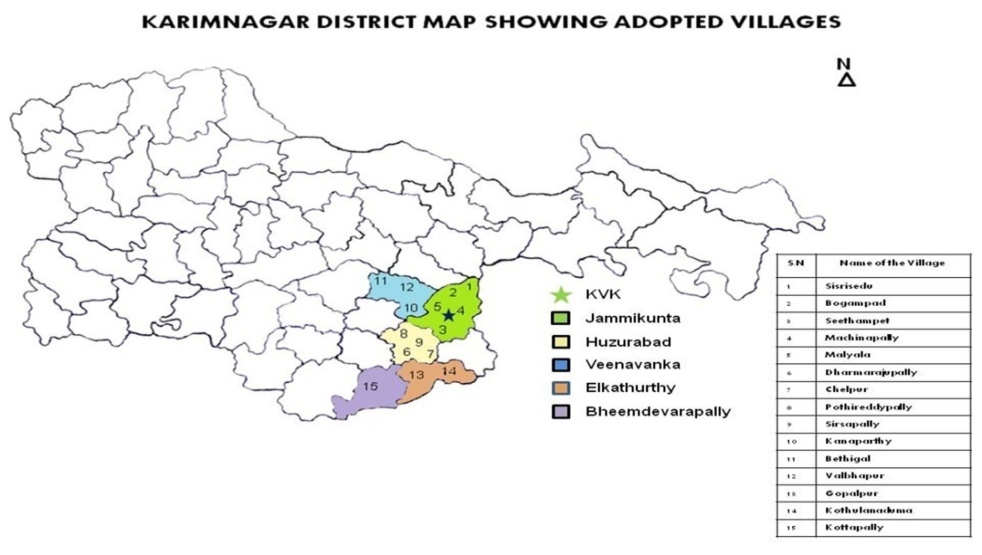 KARIMNAGAR DISTRICT MAP SHOWING ADOPTED VILLAGES
N
11
12
10
1
2
5
4
3
8
9
6
7
13
14
15
KVK
Jammikunta
Huzurabad
Veenavanka
Elkathurthy
Bheemdevarapally
S.N Name of the Village
1 Sisrisedu
2 Bogampad
3 Seethampet
4 Machinapally
5 Malyala
6 Dharmarajupally
7 Chelpur
8 Pothireddypally
9 Sirsapally
10 Kanaparthy
11 Bethigal
12 Valbhapur
13 Gopalpur
14 Kothulanaduma
15 Kottapally